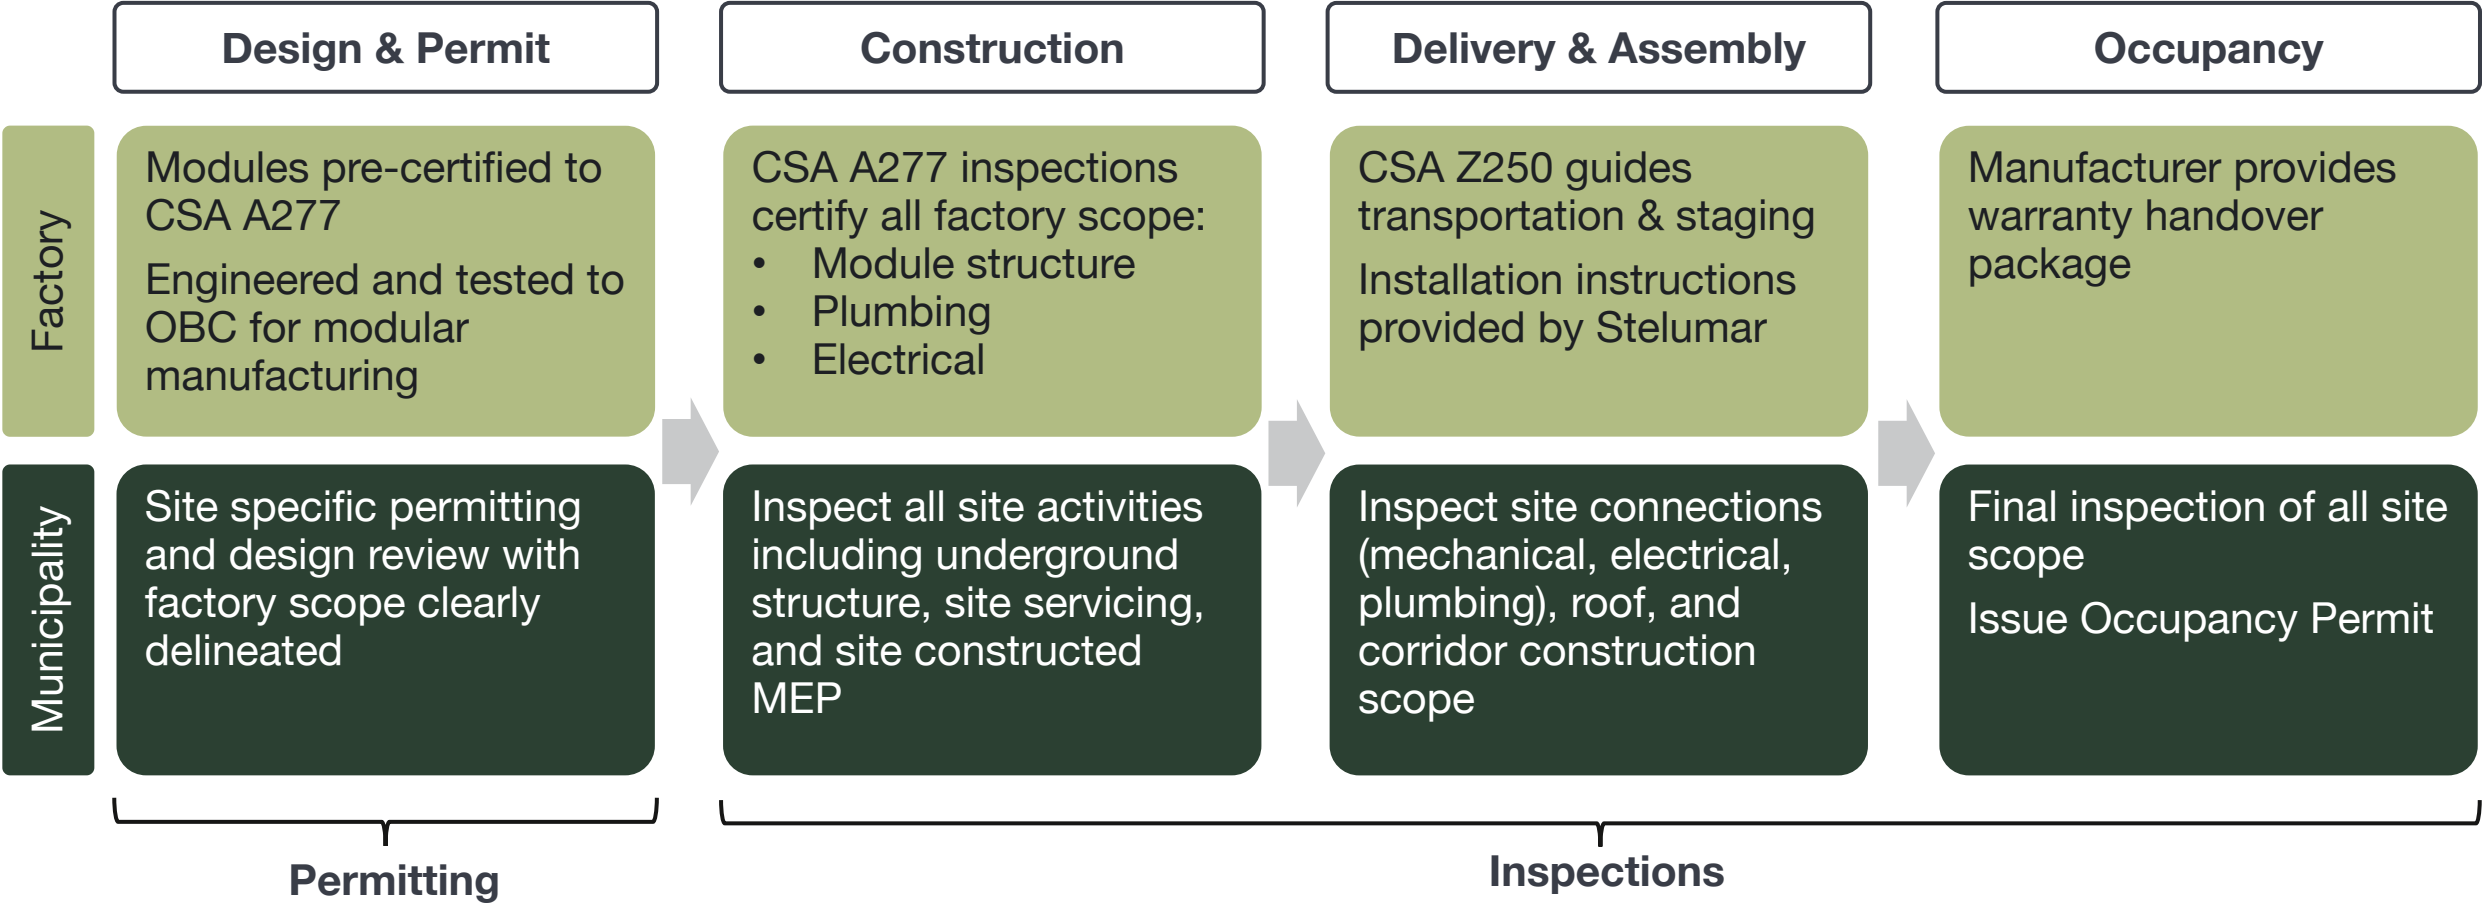 Design & Permit
Construction
Delivery & Assembly
Occupancy
Factory
Modules pre-certified to
CSA A277
Engineered and tested to
OBC for modular
manufacturing
CSA A277 inspections
certify all factory scope:
• Module structure
• Plumbing
• Electrical
CSA Z250 guides
transportation & staging
Installation instructions
provided by Stelumar
Manufacturer provides
warranty handover
package
Municipality
Site specific permitting
and design review with
factory scope clearly
delineated
Inspect all site activities
including underground
structure, site servicing,
and site constructed
MEP
Inspect site connections
(mechanical, electrical,
plumbing), roof, and
corridor construction
scope
Final inspection of all site
scope
Issue Occupancy Permit
Permitting
Inspections